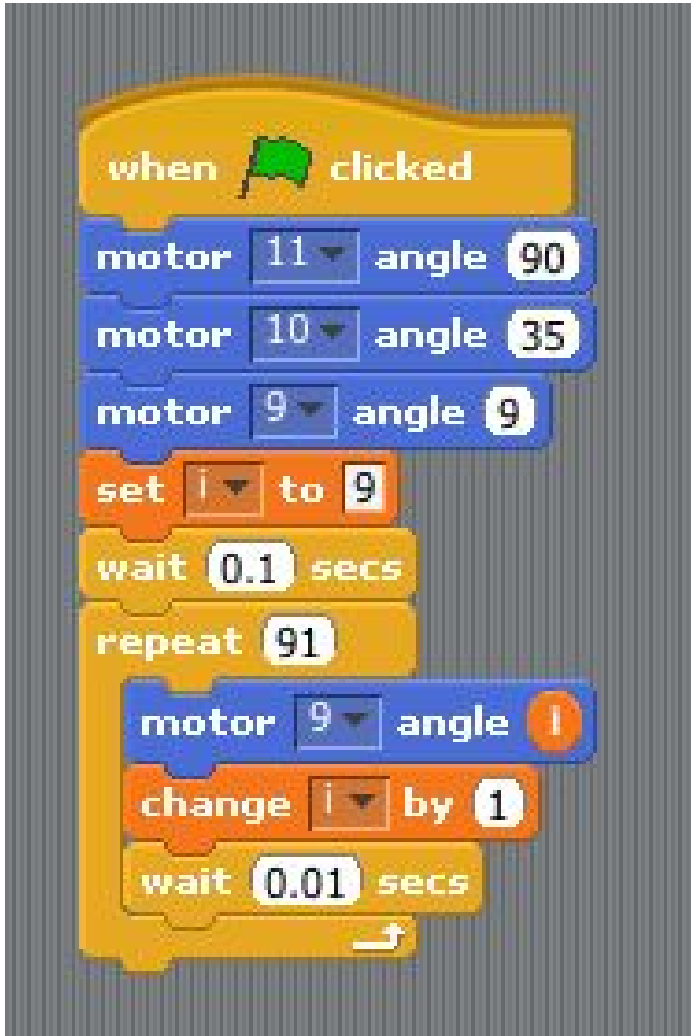 when clicked
motor 11 angle 90
motor 10 angle 35
motor 9 angle 9
set i to 9
wait 0.1 secs
repeat 91
motor 9 angle i
change i by 1
wait 0.01 secs